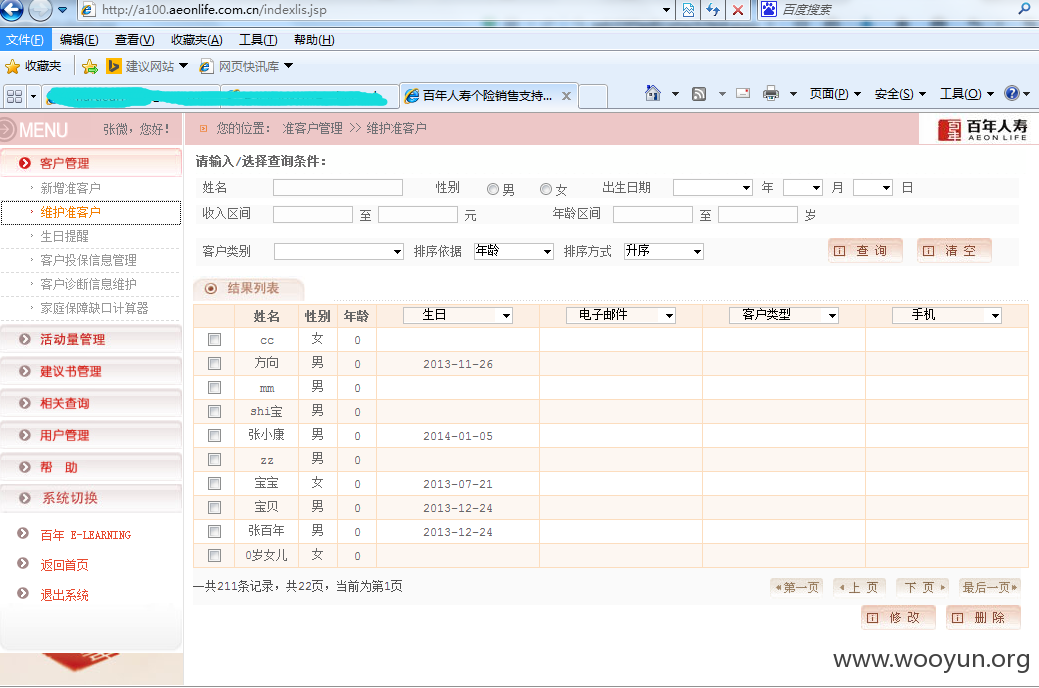 http://a100.aeonlife.com.cn/indexlis.jsp 百度搜索
文件(F) 编辑(E) 查看(V) 收藏夹(A) 工具(T) 帮助(H)
收藏夹 建议网站 网页快讯库
百年人寿个险销售支持... 页面(P) 安全(S) 工具(O)
MENU 张微，您好！ 您的位置： 准客户管理 >> 维护准客户 百年人寿
AEON LIFE
客户管理
新增准客户
维护准客户
生日提醒
客户投保信息管理
客户诊断信息维护
家庭保障缺口计算器
活动量管理
建议书管理
相关查询
用户管理
帮 助
系统切换
百年 E-LEARNING
返回首页
退出系统
请输入/选择查询条件：
姓名 性别 男 女 出生日期 年 月 日
收入区间 至 元 年龄区间 至 岁
客户类别 排序依据 年龄 排序方式 升序 查 询 清 空
结果列表
姓名 性别 年龄 生日 电子邮件 客户类型 手机
cc 女 0
方向 男 0 2013-11-26
mm 男 0
shi宝 男 0
张小康 男 0 2014-01-05
zz 男 0
宝宝 女 0 2013-07-21
宝贝 男 0 2013-12-24
张百年 男 0 2013-12-24
0岁女儿 女 0
一共211条记录，共22页，当前为第1页 第一页 上 页 下 页 最后一页
修 改 删 除
www.wooyun.org